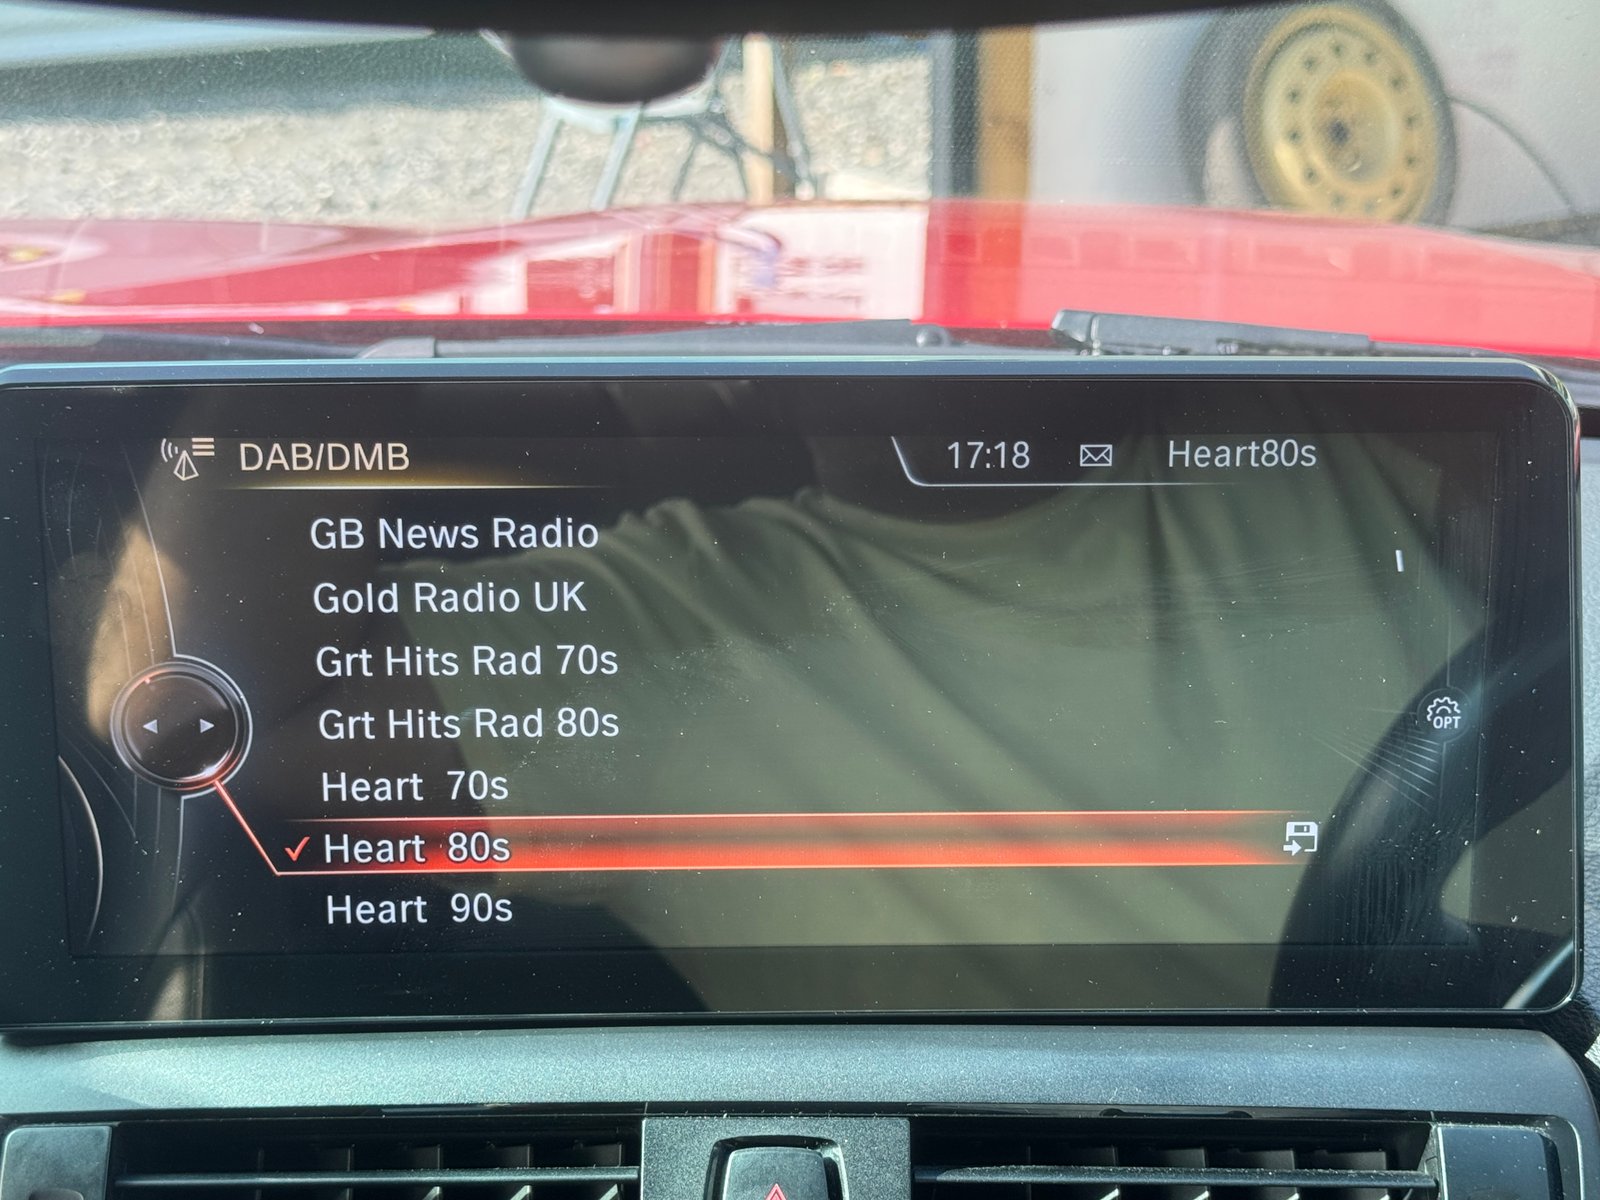 DAB/DMB
17:18 Heart80s
GB News Radio
Gold Radio UK
Grt Hits Rad 70s
Grt Hits Rad 80s
Heart 70s
Heart 80s
OPT
Heart 90s